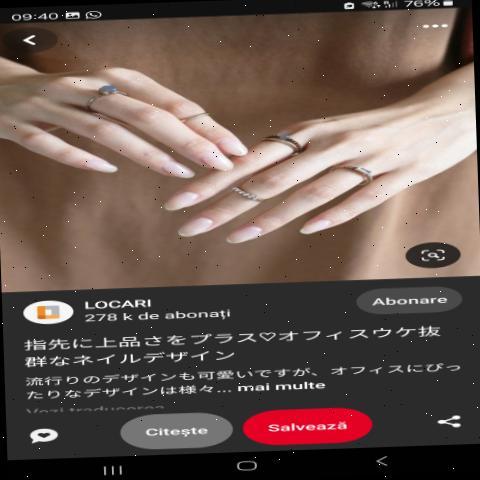 09:40
76%
LOCARI
278 k de abonați
Abonare
指先に上品さをプラス♡オフィスウケ抜
群なネイルデザイン
流行りのデザインも可愛いですが、オフィスにぴっ
たりなデザインは様々... mai multe
Vezi traducerea
Citește
Salvează